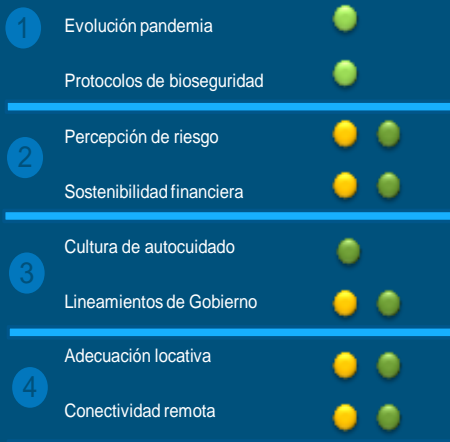 1
Evolución pandemia
Protocolos de bioseguridad
2
Percepción de riesgo
Sostenibilidad financiera
3
Cultura de autocuidado
Lineamientos de Gobierno
4
Adecuación locativa
Conectividad remota